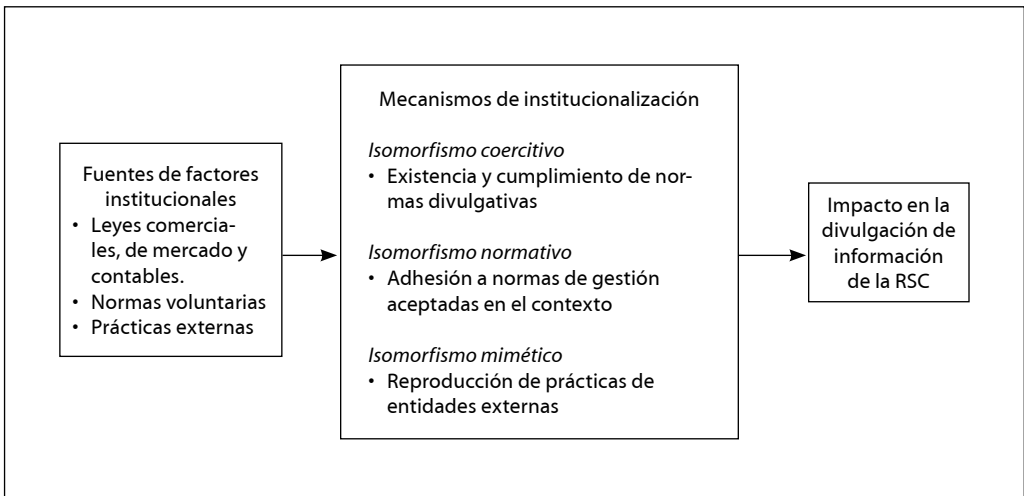 Fuentes de factores
institucionales
• Leyes comercia-
les, de mercado y
contables.
• Normas voluntarias
• Prácticas externas
Mecanismos de institucionalización
Isomorfismo coercitivo
• Existencia y cumplimiento de nor-
mas divulgativas
Isomorfismo normativo
• Adhesión a normas de gestión
aceptadas en el contexto
Isomorfismo mimético
• Reproducción de prácticas de
entidades externas
Impacto en la
divulgación de
información
de la RSC